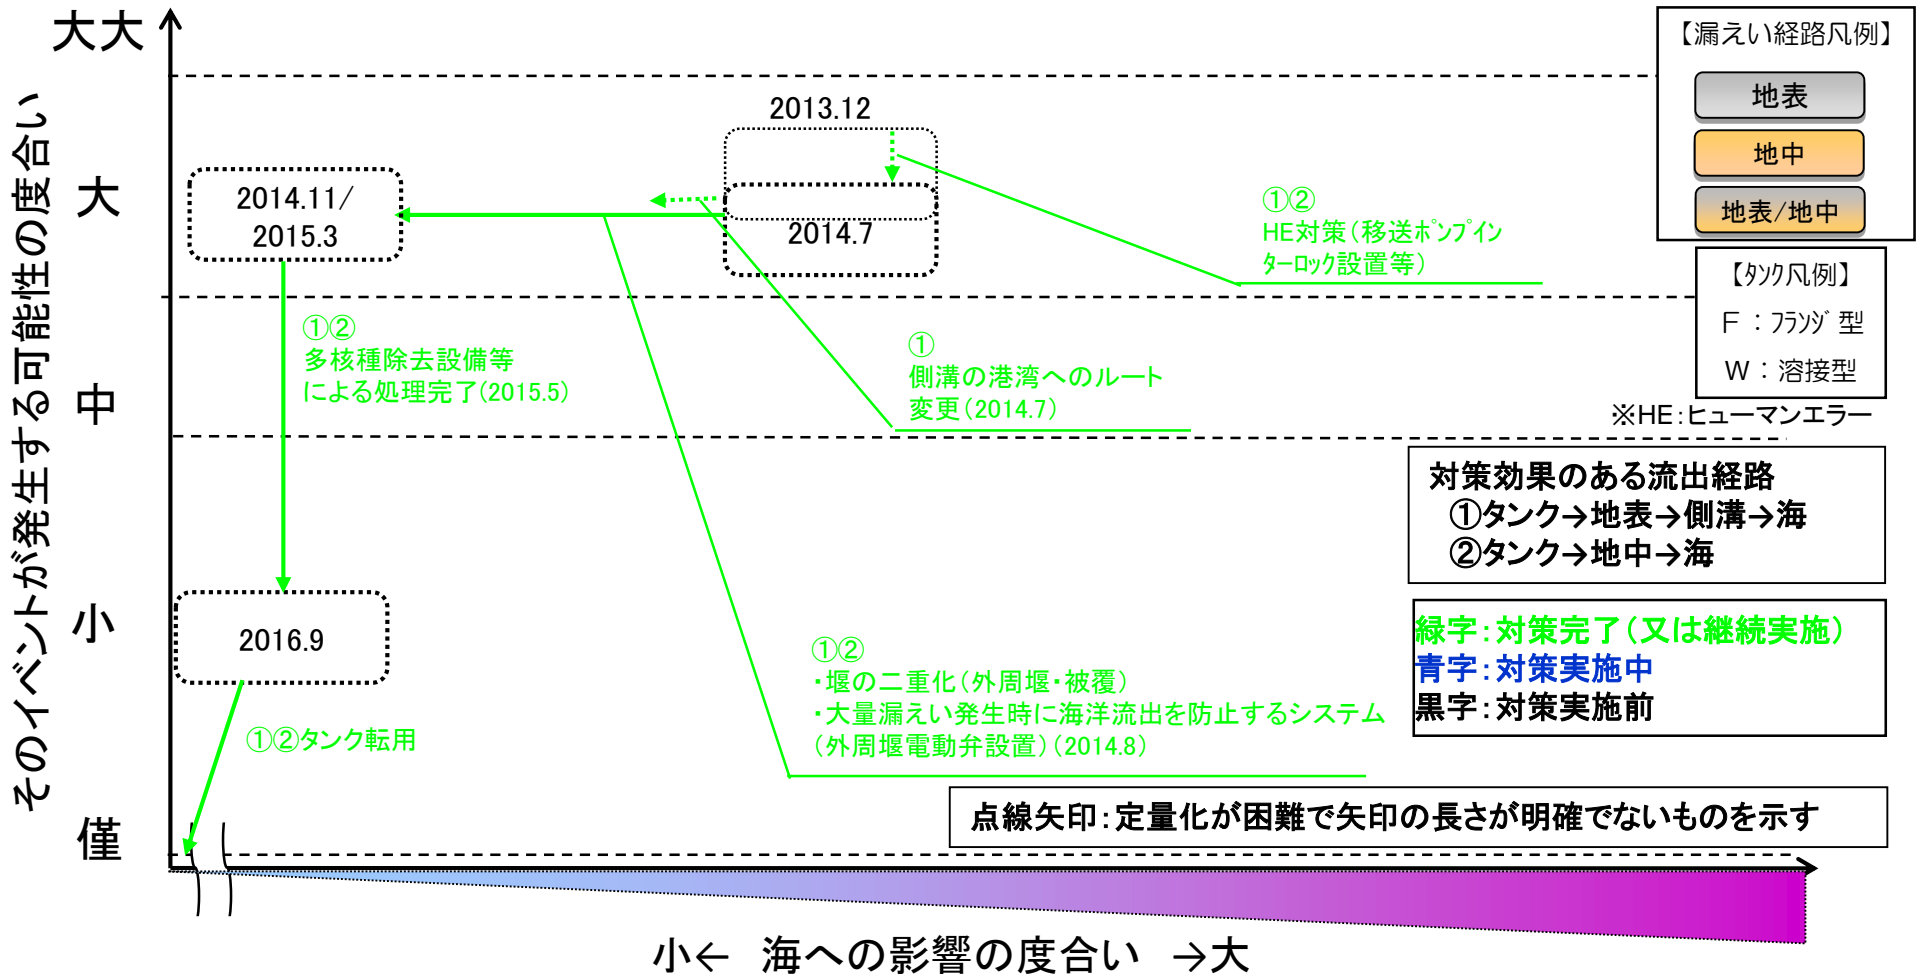 そのイベントが発生する可能性の度合い
大大
大
中
小
僅
2013.12
2014.7
2014.11/
2015.3
2016.9
①②
HE対策(移送ﾎﾟﾝﾌﾟｲﾝ
ﾀｰﾛｯｸ設置等)
①②
多核種除去設備等
による処理完了(2015.5)
①
側溝の港湾へのルート
変更(2014.7)
①②
・堰の二重化(外周堰・被覆)
・大量漏えい発生時に海洋流出を防止するシステム
(外周堰電動弁設置)(2014.8)
①②タンク転用
【漏えい経路凡例】
地表
地中
地表/地中
【ﾀﾝｸ凡例】
F：ﾌﾗﾝｼﾞ型
W：溶接型
※HE:ヒューマンエラー
対策効果のある流出経路
①タンク→地表→側溝→海
②タンク→地中→海
緑字:対策完了(又は継続実施)
青字:対策実施中
黒字:対策実施前
点線矢印:定量化が困難で矢印の長さが明確でないものを示す
小← 海への影響の度合い →大